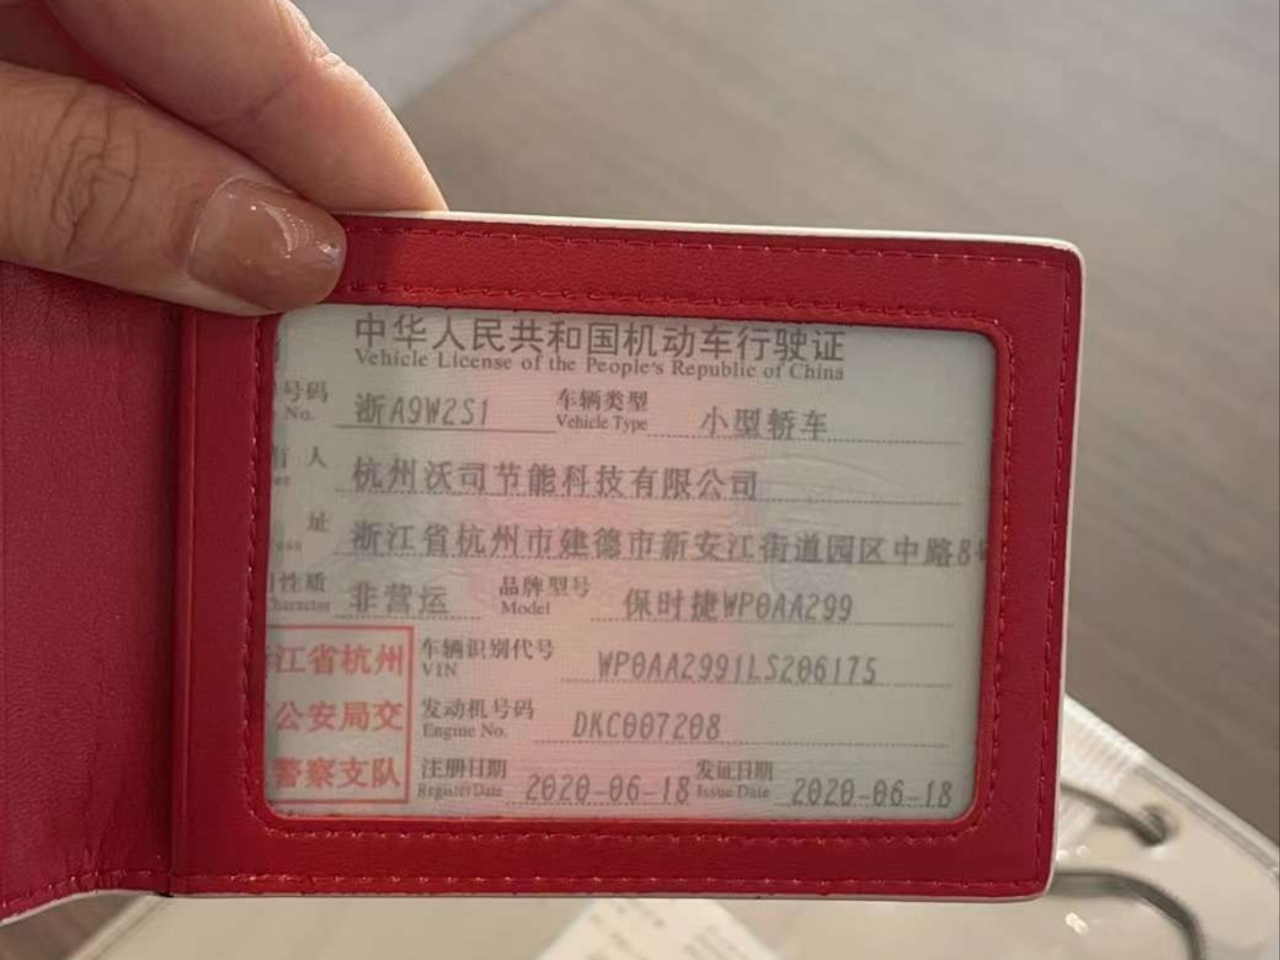 中华人民共和国机动车行驶证
Vehicle License of the People's Republic of China
号码 浙A9W2S1 车辆类型 小型轿车
No. Vehicle Type
人 杭州沃司节能科技有限公司
址 浙江省杭州市建德市新安江街道园区中路8
性质 非营运 品牌型号 保时捷WP0AA299
Character Model
江省杭州 车辆识别代号 WP0AA2991LS206175
VIN
公安局交 发动机号码 DKC007208
Engine No.
警察支队 注册日期 2020-06-18 发证日期 2020-06-18
Register Date Issue Date